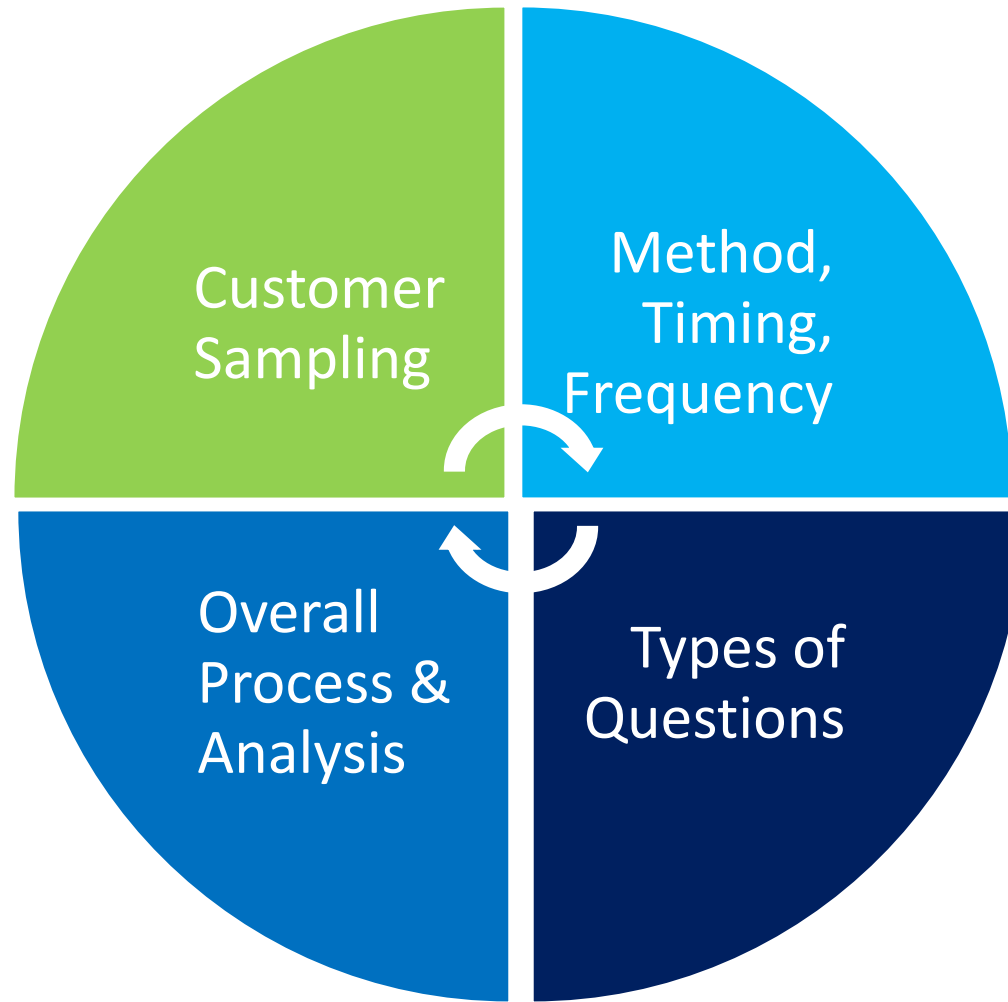 Customer
Sampling
Method,
Timing,
Frequency
Overall
Process &
Analysis
Types of
Questions